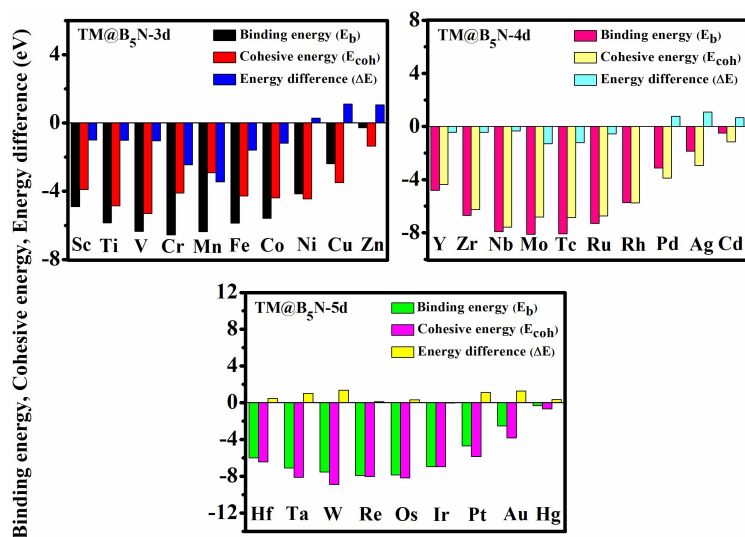 Binding energy, Cohesive energy, Energy difference (eV)
TM@B5N-3d
Binding energy (Eb)
Cohesive energy (Ecoh)
Energy difference (ΔE)
4
0
-4
-8
Sc Ti V Cr Mn Fe Co Ni Cu Zn
TM@B5N-4d
Binding energy (Eb)
Cohesive energy (Ecoh)
Energy difference (ΔE)
8
4
0
-4
-8
Y Zr Nb Mo Tc Ru Rh Pd Ag Cd
TM@B5N-5d
Binding energy (Eb)
Cohesive energy (Ecoh)
Energy difference (ΔE)
12
8
4
0
-4
-8
-12
Hf Ta W Re Os Ir Pt Au Hg